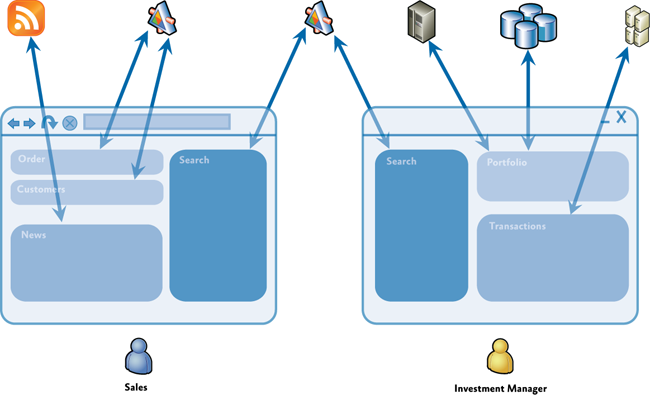 Order
Customers
News
Search
Search
Portfolio
Transactions
Sales
Investment Manager